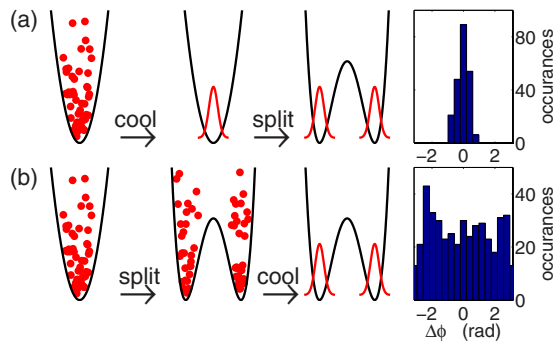 (a)
cool
split
80
40
0
occurances
−2 0 2
(b)
split
cool
40
20
0
occurances
−2 0 2
Δϕ (rad)